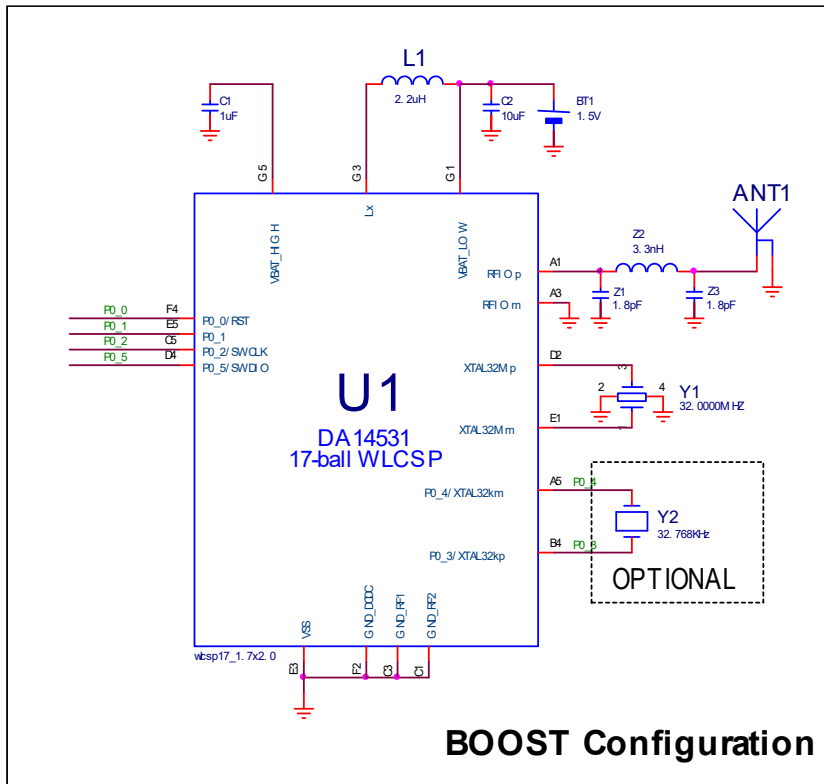 L1
2.2uH
C1
1uF
C2
10uF
BT1
1.5V
G5
G3
G1
VBAT_HIGH
Lx
VBAT_LOW
ANT1
Z2
3.3nH
A1
RFIOp
Z1
1.8pF
Z3
1.8pF
A3
RFIOm
P0_0
F4
P0_0/RST
P0_1
E5
P0_1
P0_2
C5
P0_2/SWCLK
P0_5
D4
P0_5/SWDIO
D2
XTAL32Mp
3
2
4
Y1
32.0000MHZ
1
E1
XTAL32Mm
U1
DA14531
17-ball WLCSP
A5
P0_4
P0_4/XTAL32km
Y2
32.768KHz
B4
P0_3
P0_3/XTAL32kp
OPTIONAL
VSS
GND_DCDC
GND_RF1
GND_RF2
wlcsp17_1.7x2.0
E3
F2
C3
C1
BOOST Configuration